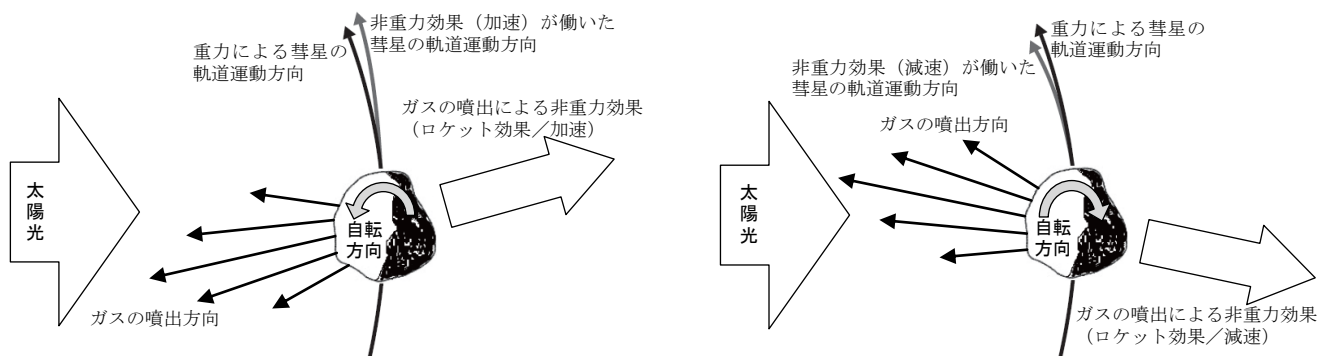 非重力効果（加速）が働いた
彗星の軌道運動方向
重力による彗星の
軌道運動方向
ガスの噴出による非重力効果
（ロケット効果／加速）
太陽光
自転
方向
ガスの噴出方向
重力による彗星の
軌道運動方向
非重力効果（減速）が働いた
彗星の軌道運動方向
ガスの噴出方向
太陽光
自転
方向
ガスの噴出による非重力効果
（ロケット効果／減速）